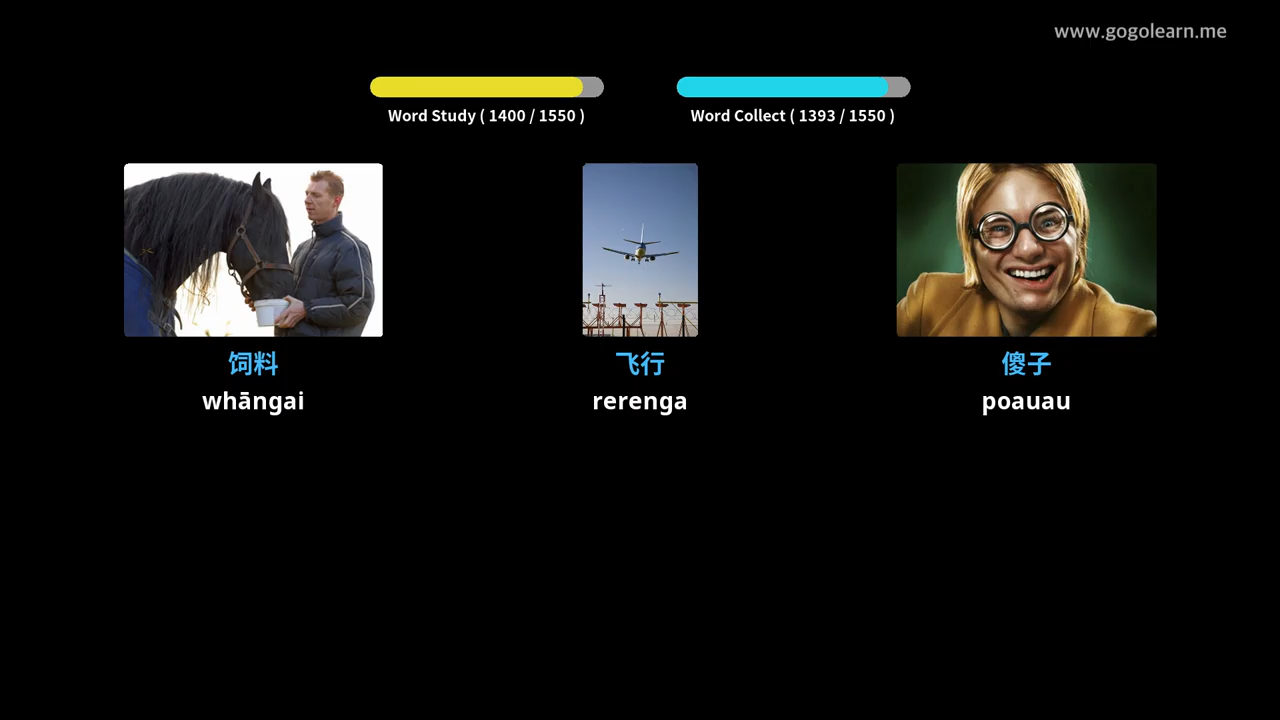 www.gogolearn.me
Word Study ( 1400 / 1550 )
Word Collect ( 1393 / 1550 )
饲料
飞行
傻子
whāngai
rerenga
poauau